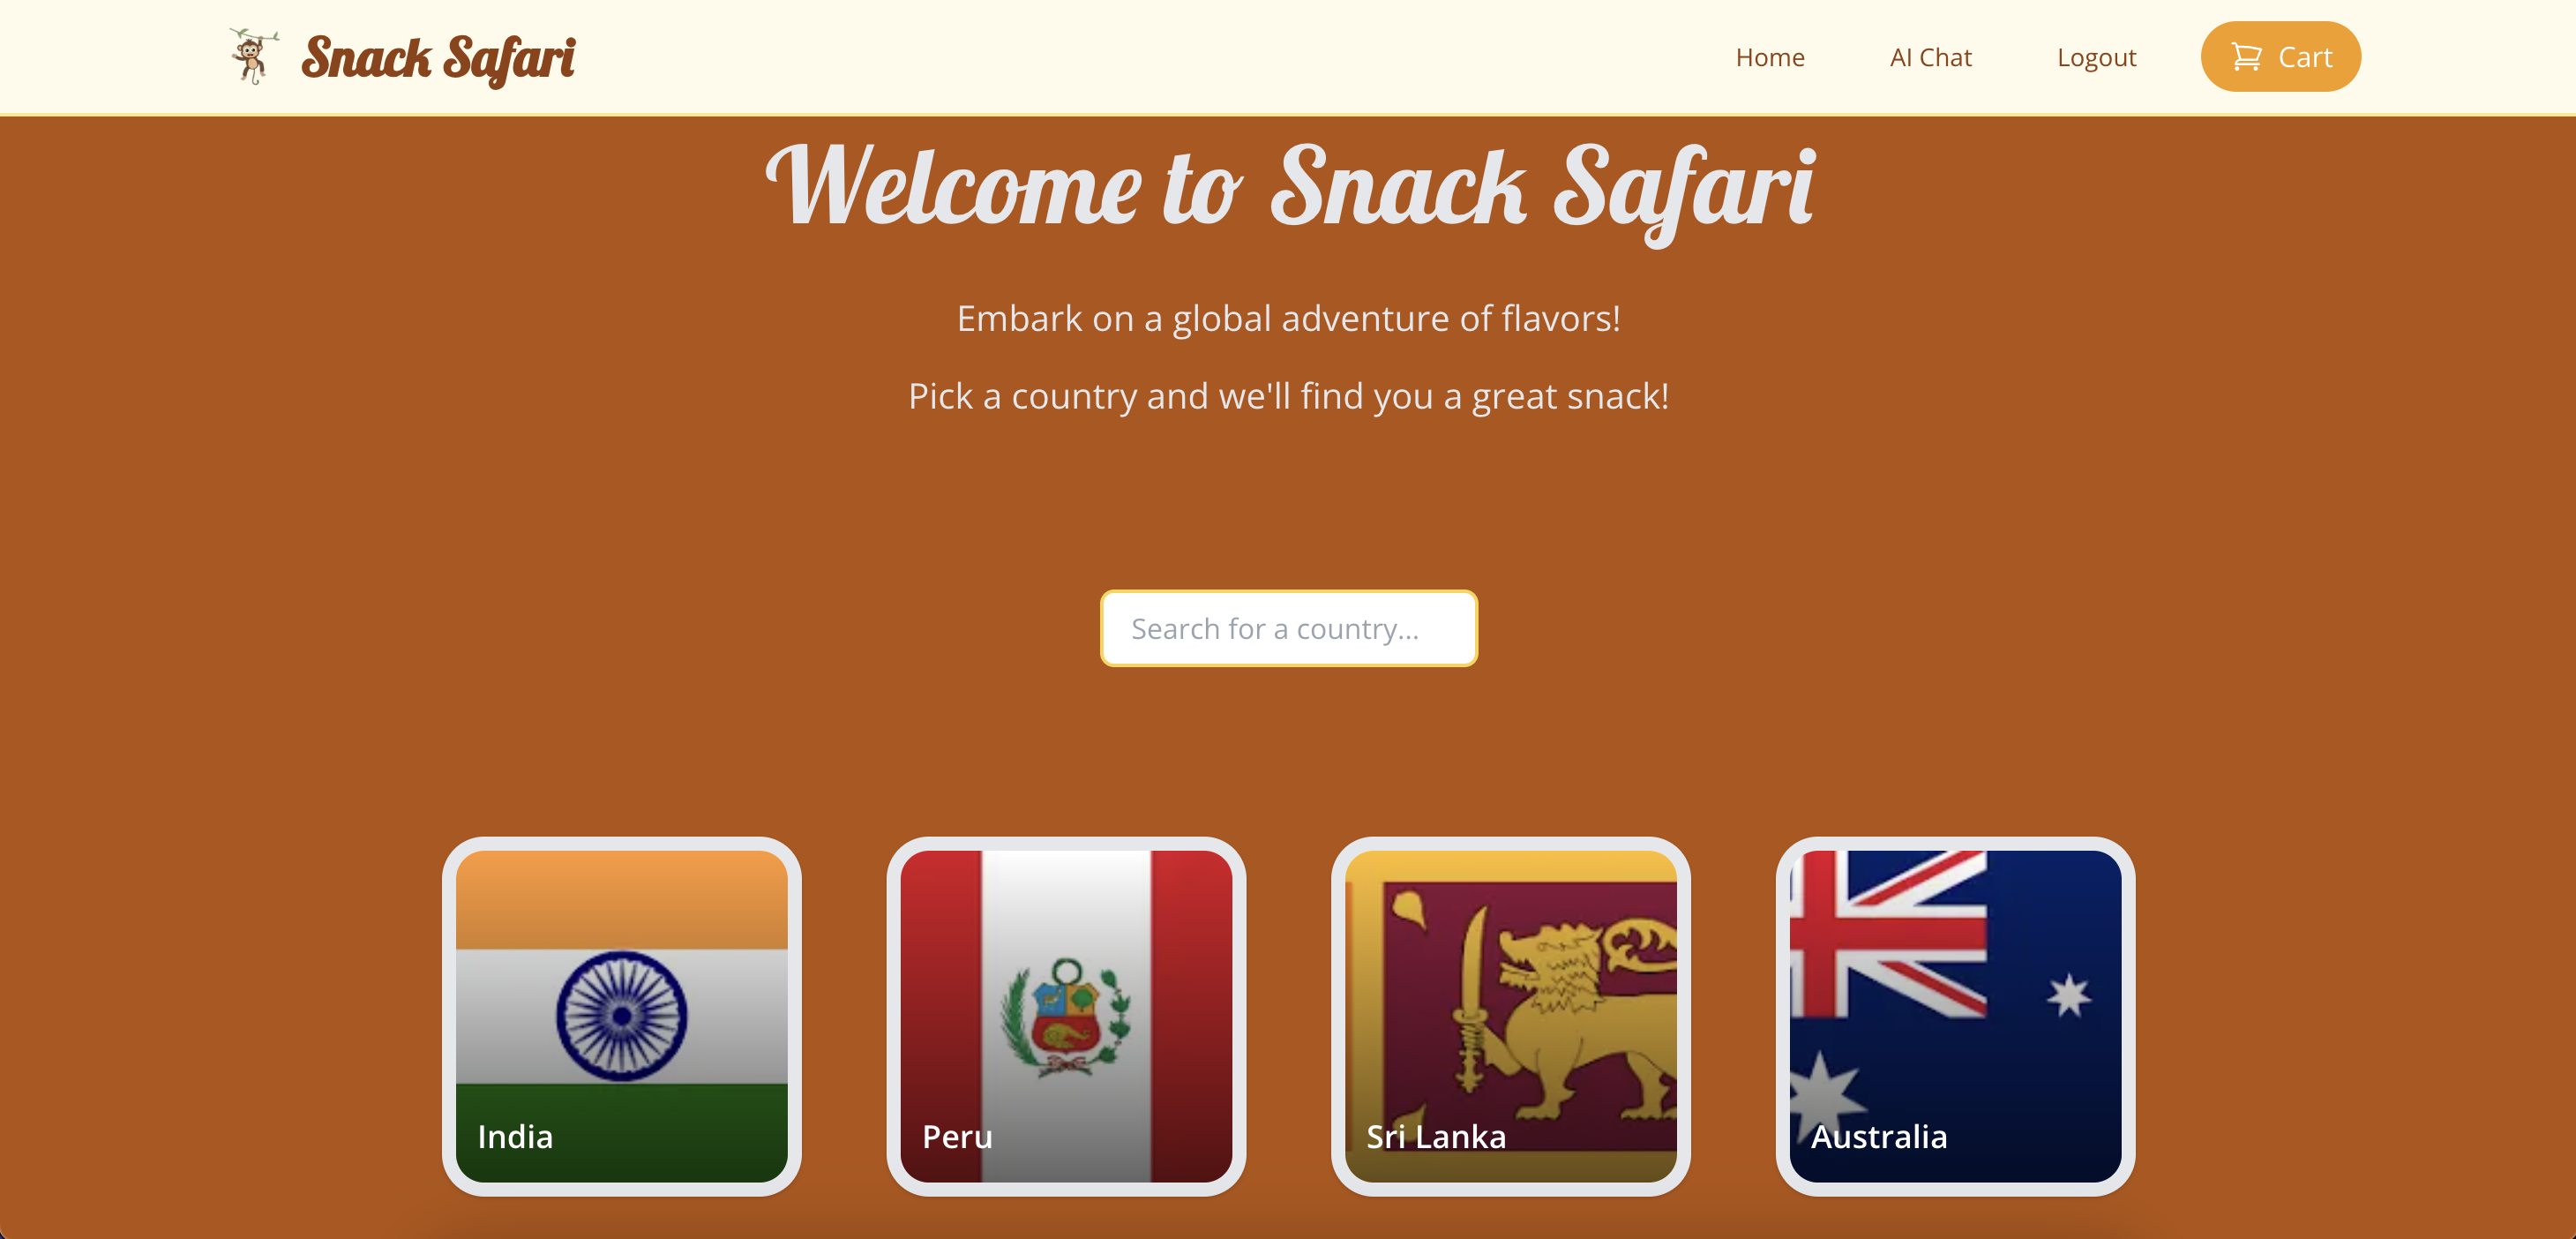 Snack Safari
Home
AI Chat
Logout
Cart
Welcome to Snack Safari
Embark on a global adventure of flavors!
Pick a country and we'll find you a great snack!
Search for a country...
India
Peru
Sri Lanka
Australia